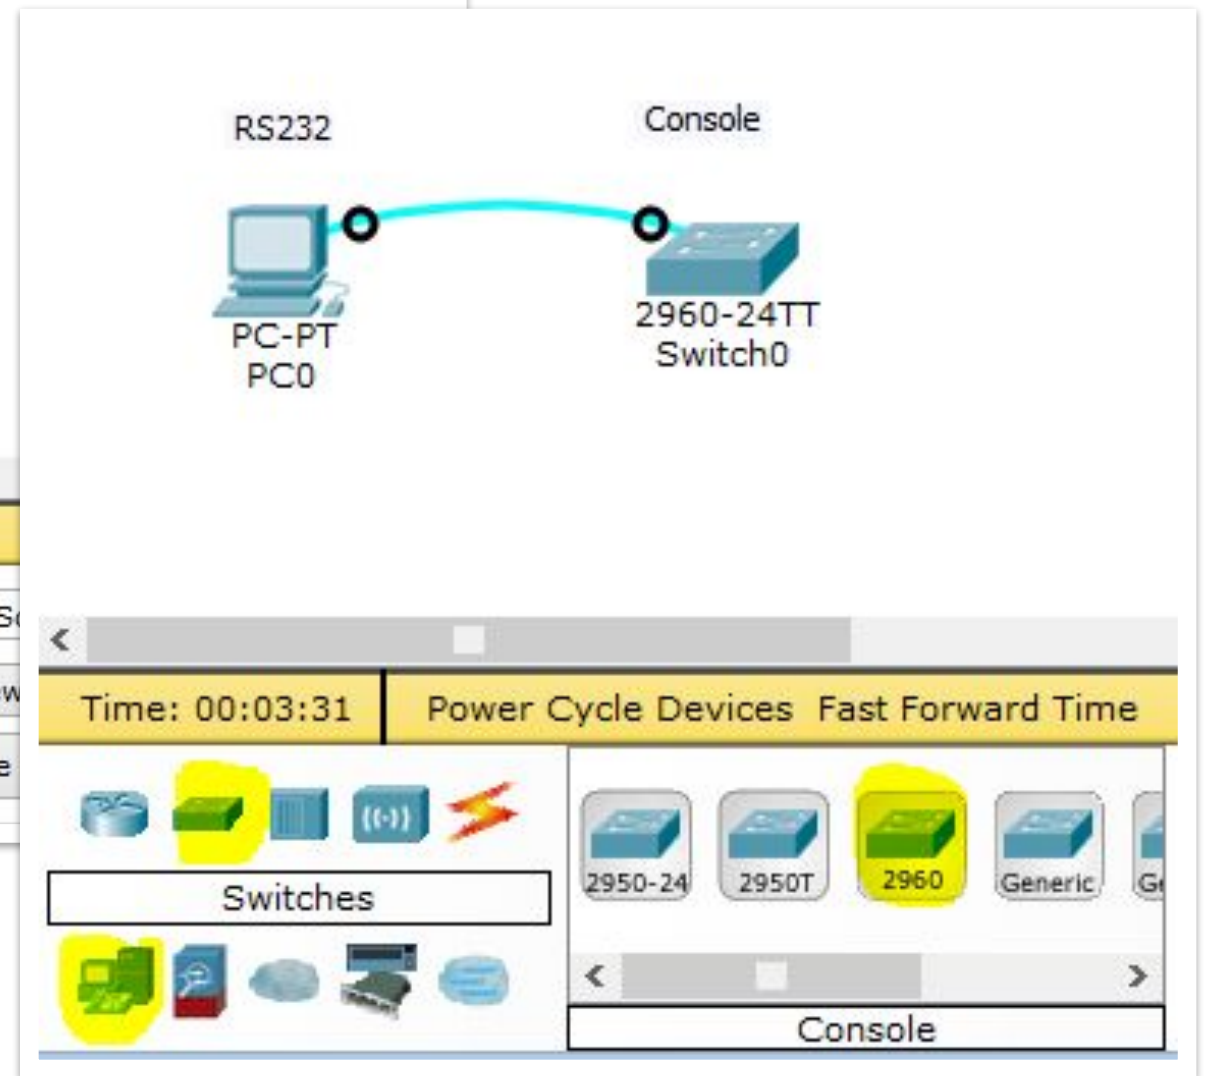 RS232
Console
PC-PT
PC0
2960-24TT
Switch0
Time: 00:03:31
Power Cycle Devices Fast Forward Time
2950-24
2950T
2960
Generic
Switches
Console